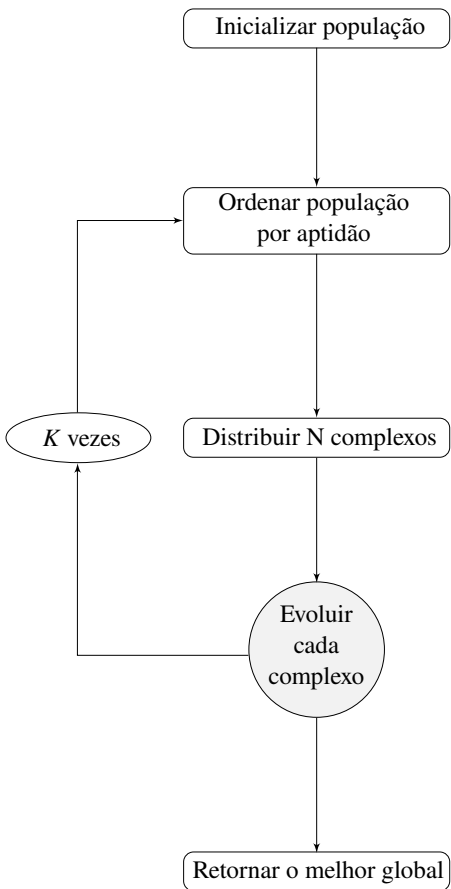 Inicializar população
Ordenar população
por aptidão
K vezes
Distribuir N complexos
Evoluir
cada
complexo
Retornar o melhor global